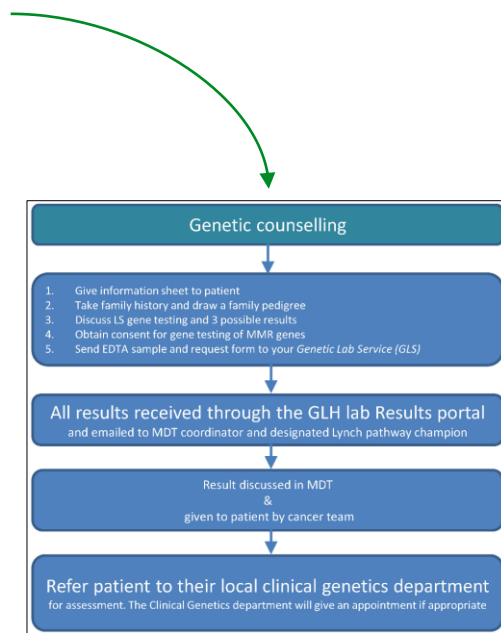 Genetic counselling
1. Give information sheet to patient
2. Take family history and draw a family pedigree
3. Discuss LS gene testing and 3 possible results
4. Obtain consent for gene testing of MMR genes
5. Send EDTA sample and request form to your Genetic Lab Service (GLS)
All results received through the GLH lab Results portal
and emailed to MDT coordinator and designated Lynch pathway champion
Result discussed in MDT
&
given to patient by cancer team
Refer patient to their local clinical genetics department
for assessment. The Clinical Genetics department will give an appointment if appropriate